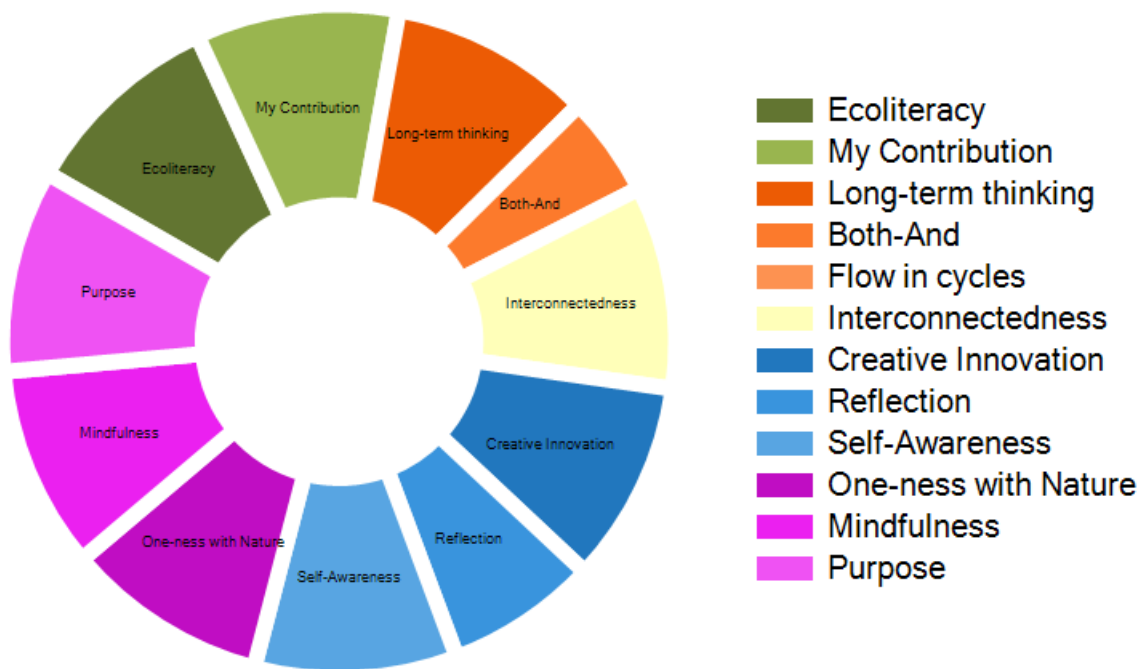 My Contribution
Long-term thinking
Ecoliteracy
Both-And
Purpose
Interconnectedness
Mindfulness
Creative Innovation
One-ness with Nature
Reflection
Self-Awareness
Ecoliteracy
My Contribution
Long-term thinking
Both-And
Flow in cycles
Interconnectedness
Creative Innovation
Reflection
Self-Awareness
One-ness with Nature
Mindfulness
Purpose